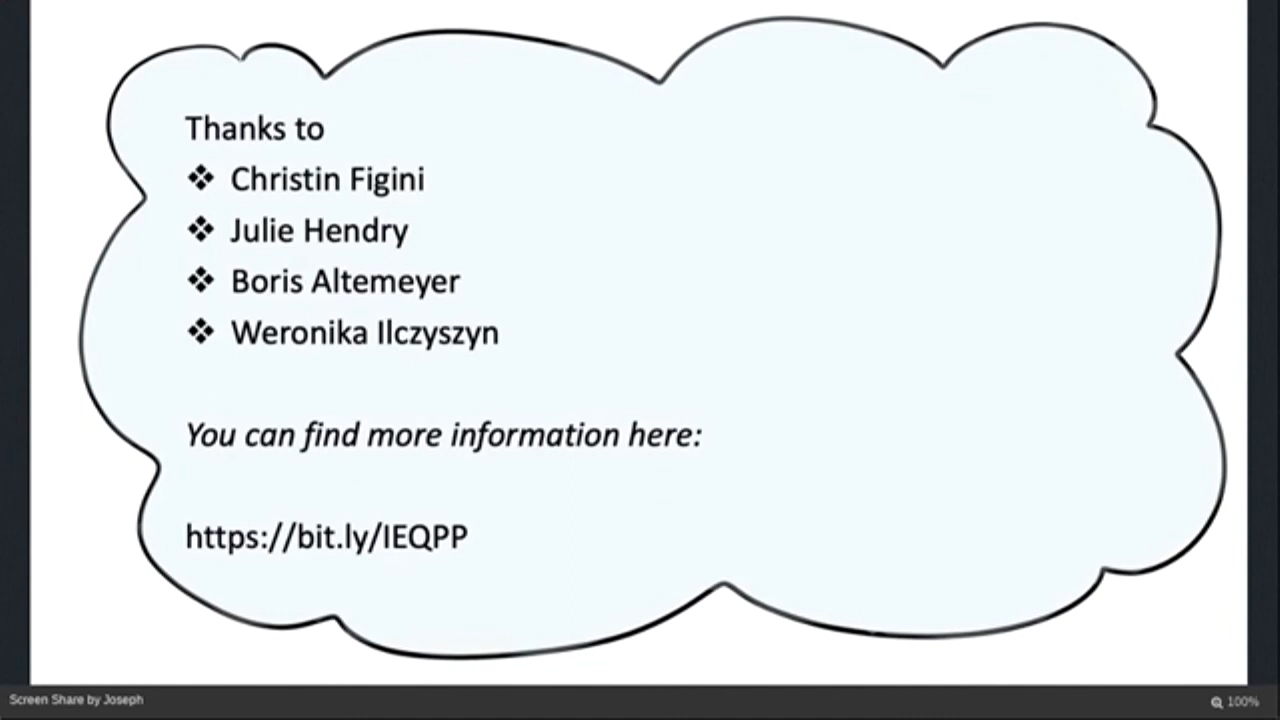 Thanks to
❖ Christin Figini
❖ Julie Hendry
❖ Boris Altemeyer
❖ Weronika Ilczyszyn
You can find more information here:
https://bit.ly/IEQPP
Screen Share by Joseph
100%